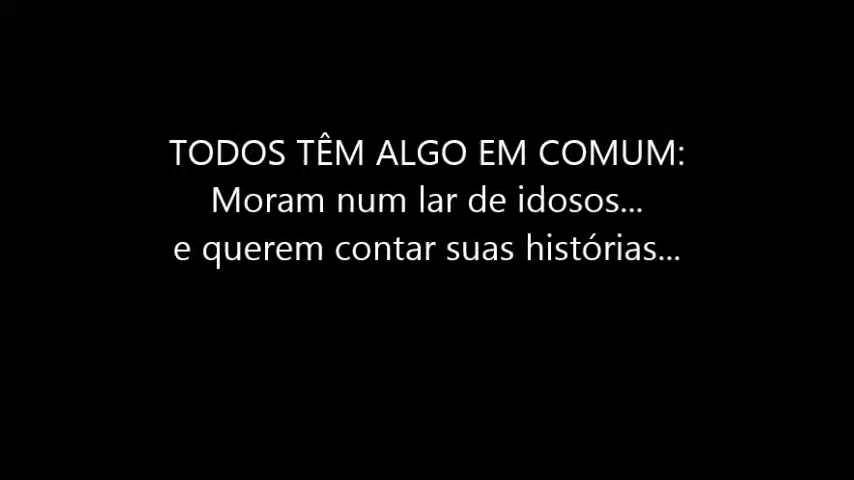 TODOS TÊM ALGO EM COMUM:
Moram num lar de idosos...
e querem contar suas histórias...